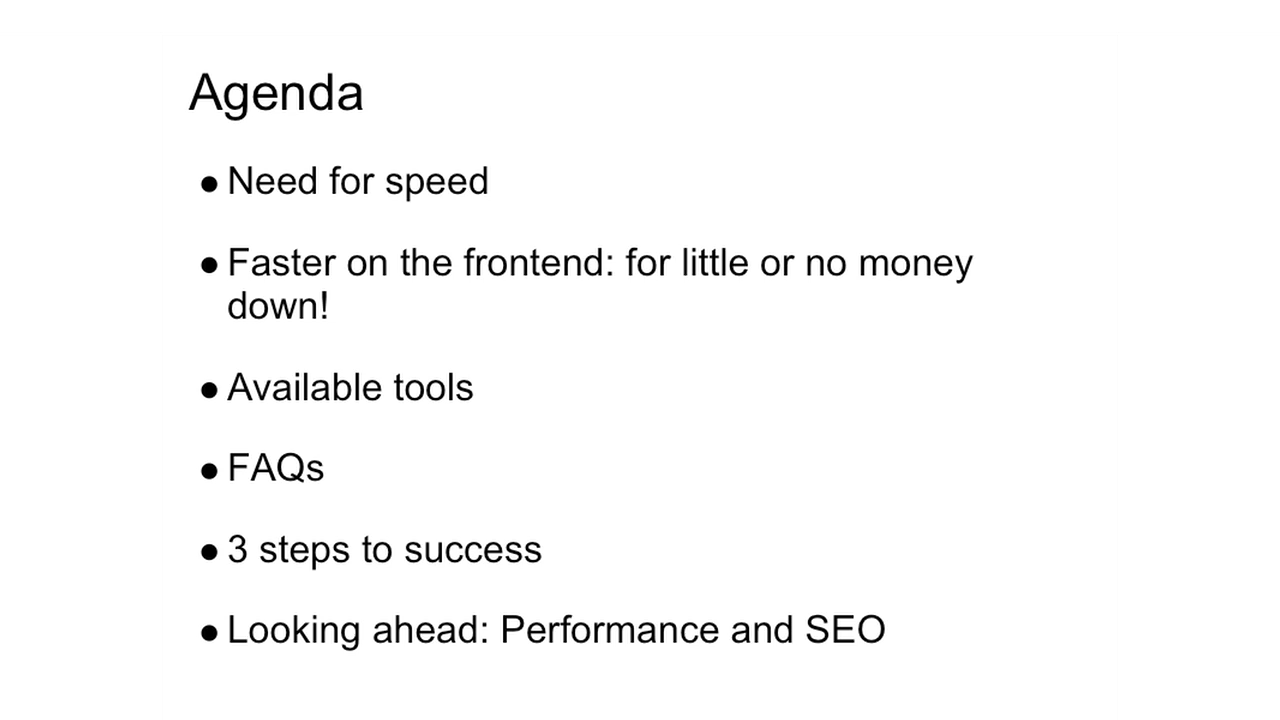 Agenda
● Need for speed
● Faster on the frontend: for little or no money
down!
● Available tools
● FAQs
● 3 steps to success
● Looking ahead: Performance and SEO